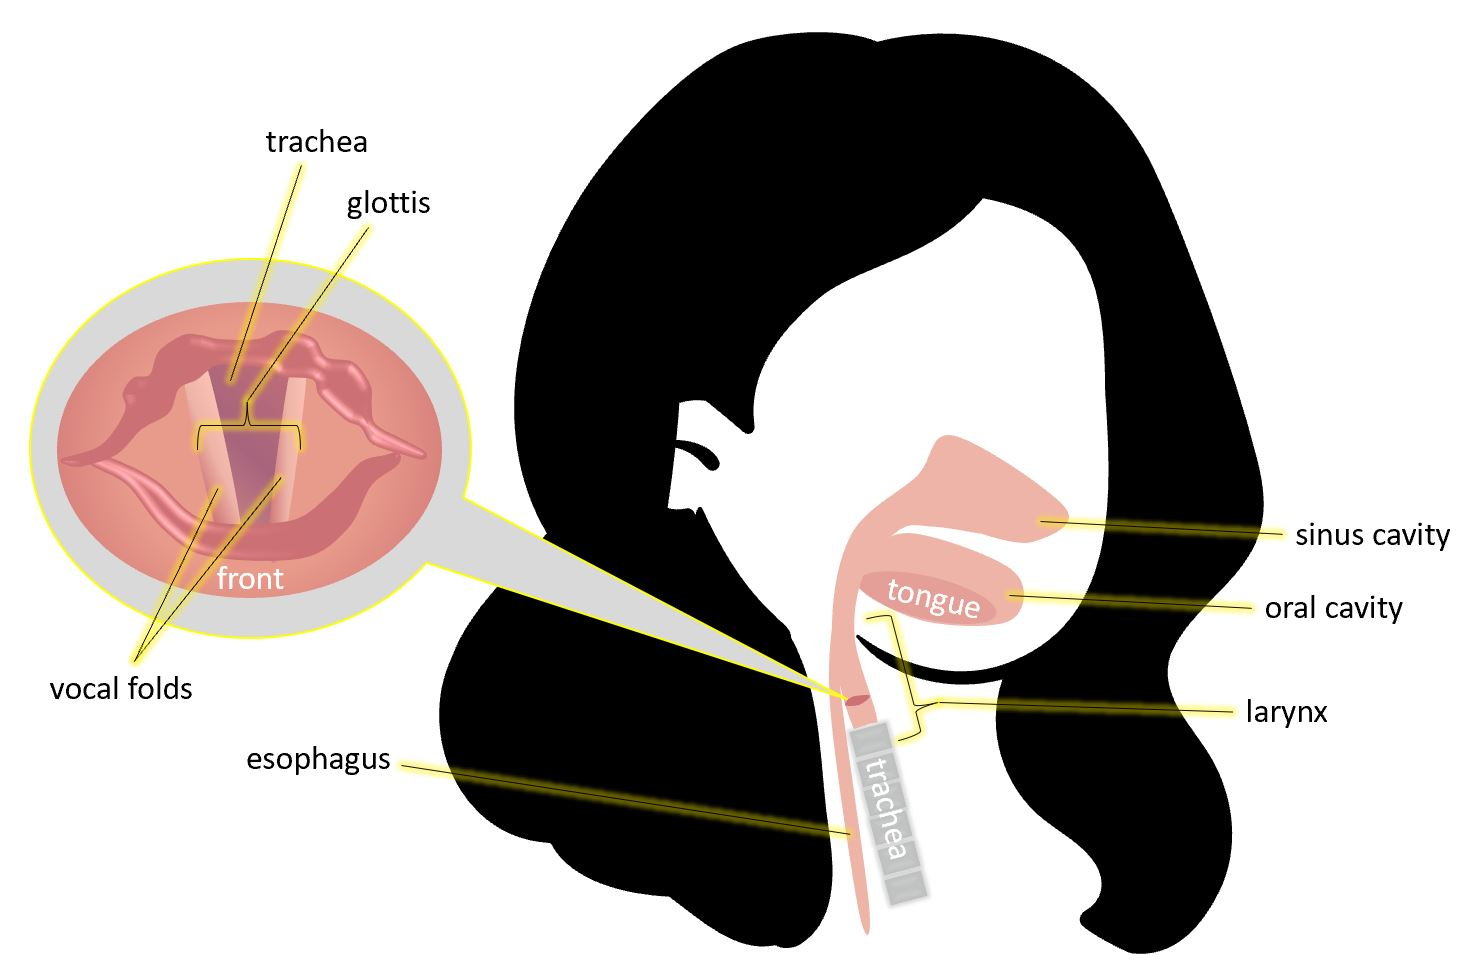 trachea
glottis
front
vocal folds
esophagus
sinus cavity
tongue
oral cavity
larynx
trachea